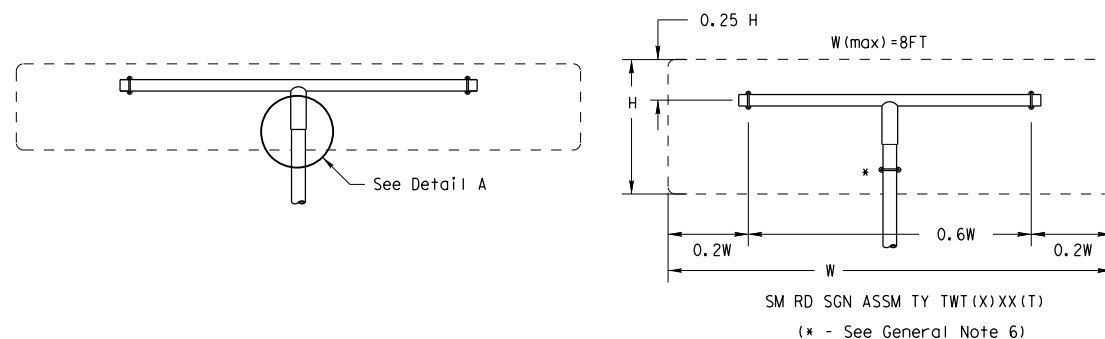 0.25 H
W(max)=8FT
H
*
See Detail A
0.2W
0.6W
0.2W
W
SM RD SGN ASSM TY TWT(X)XX(T)
(* - See General Note 6)